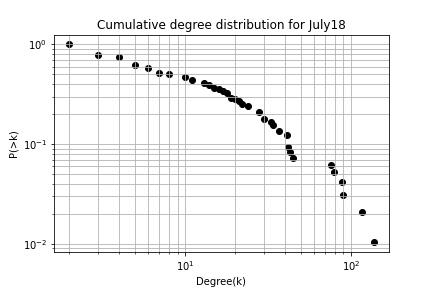 Cumulative degree distribution for July18
P(>k)
10⁰
10⁻¹
10⁻²
10¹
10²
Degree(k)